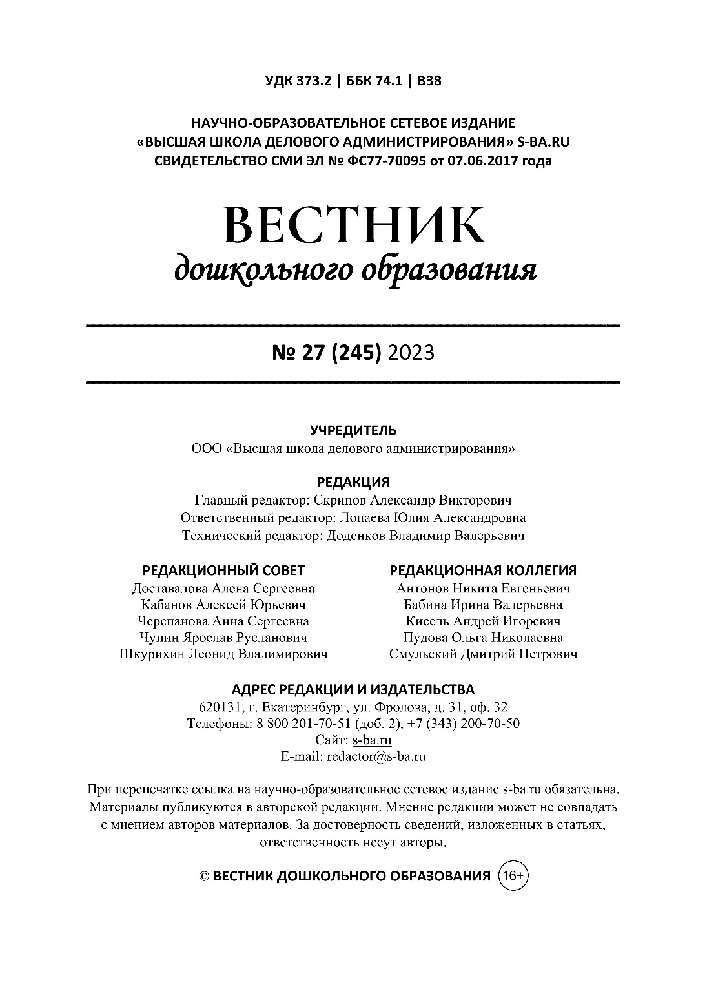 УДК 373.2 | ББК 74.1 | В38
НАУЧНО-ОБРАЗОВАТЕЛЬНОЕ СЕТЕВОЕ ИЗДАНИЕ
«ВЫСШАЯ ШКОЛА ДЕЛОВОГО АДМИНИСТРИРОВАНИЯ» S-BA.RU
СВИДЕТЕЛЬСТВО СМИ ЭЛ № ФС77-70095 от 07.06.2017 года
ВЕСТНИК
дошкольного образования
№ 27 (245) 2023
УЧРЕДИТЕЛЬ
ООО «Высшая школа делового администрирования»
РЕДАКЦИЯ
Главный редактор: Скрипов Александр Викторович
Ответственный редактор: Лопаева Юлия Александровна
Технический редактор: Доденков Владимир Валерьевич
РЕДАКЦИОННЫЙ СОВЕТ
Доставалова Алена Сергеевна
Кабанов Алексей Юрьевич
Черепанова Анна Сергеевна
Чупин Ярослав Русланович
Шкурихин Леонид Владимирович
РЕДАКЦИОННАЯ КОЛЛЕГИЯ
Антонов Никита Евгеньевич
Бабина Ирина Валерьевна
Кисель Андрей Игоревич
Пудова Ольга Николаевна
Смульский Дмитрий Петрович
АДРЕС РЕДАКЦИИ И ИЗДАТЕЛЬСТВА
620131, г. Екатеринбург, ул. Фролова, д. 31, оф. 32
Телефоны: 8 800 201-70-51 (доб. 2), +7 (343) 200-70-50
Сайт: s-ba.ru
E-mail: redactor@s-ba.ru
При перепечатке ссылка на научно-образовательное сетевое издание s-ba.ru обязательна.
Материалы публикуются в авторской редакции. Мнение редакции может не совпадать
с мнением авторов материалов. За достоверность сведений, изложенных в статьях,
ответственность несут авторы.
© ВЕСТНИК ДОШКОЛЬНОГО ОБРАЗОВАНИЯ 16+